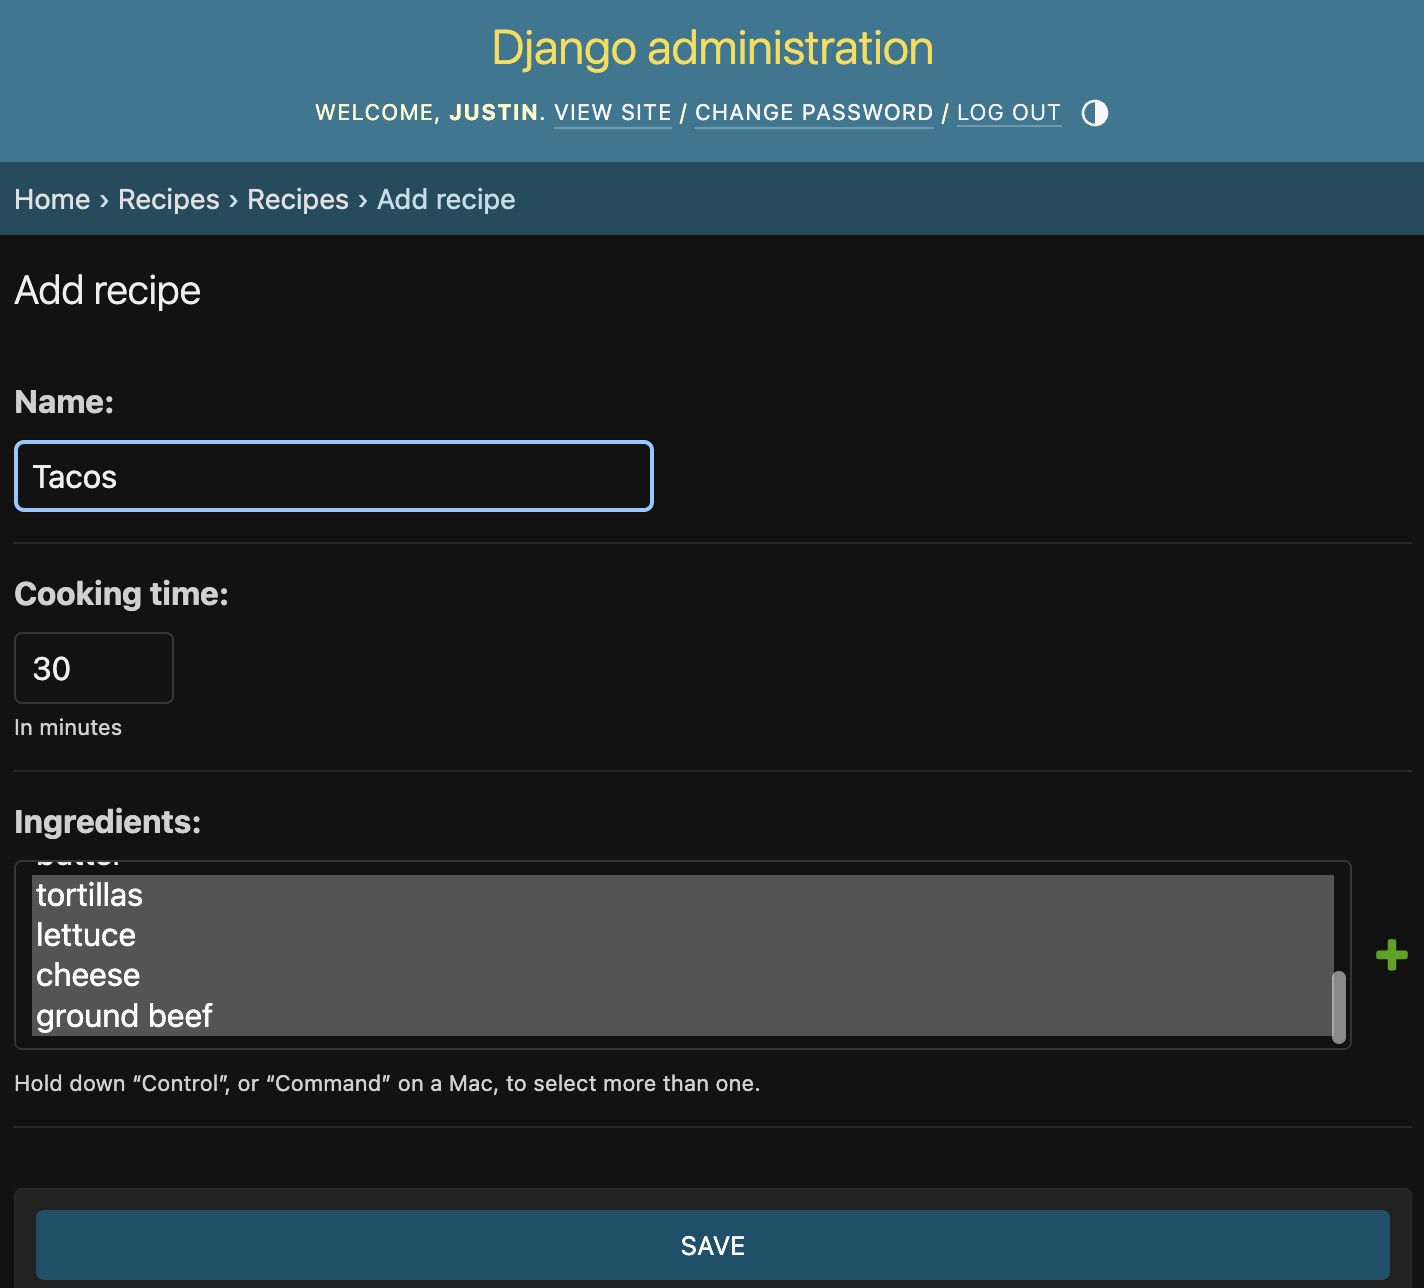 Django administration
WELCOME, JUSTIN. VIEW SITE / CHANGE PASSWORD / LOG OUT
Home › Recipes › Recipes › Add recipe
Add recipe
Name:
Tacos
Cooking time:
30
In minutes
Ingredients:
tortillas
lettuce
cheese
ground beef
Hold down “Control”, or “Command” on a Mac, to select more than one.
SAVE